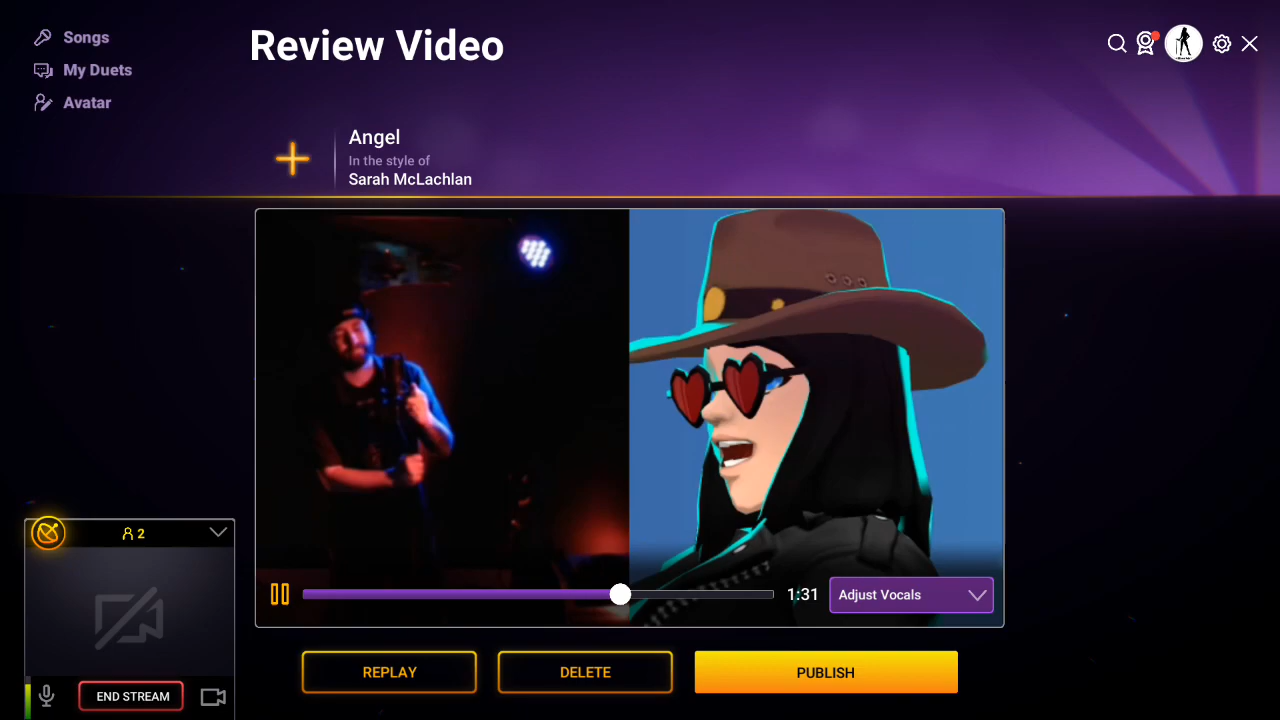 Songs
My Duets
Avatar
Review Video
Angel
In the style of
Sarah McLachlan
1:31
Adjust Vocals
REPLAY
DELETE
PUBLISH
2
END STREAM